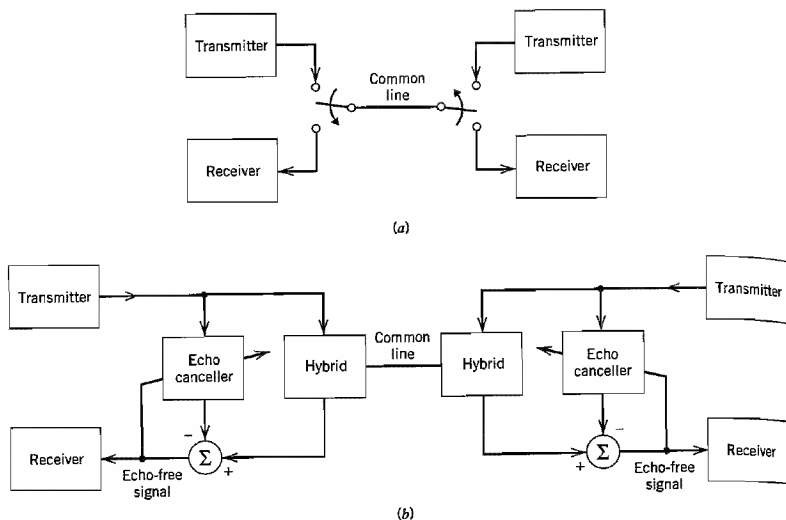 Transmitter
Transmitter
Common
line
Receiver
Receiver
(a)
Transmitter
Transmitter
Echo
canceller
Hybrid
Common
line
Hybrid
Echo
canceller
−
−
Receiver
Σ
+
+
Σ
Receiver
Echo-free
signal
Echo-free
signal
(b)